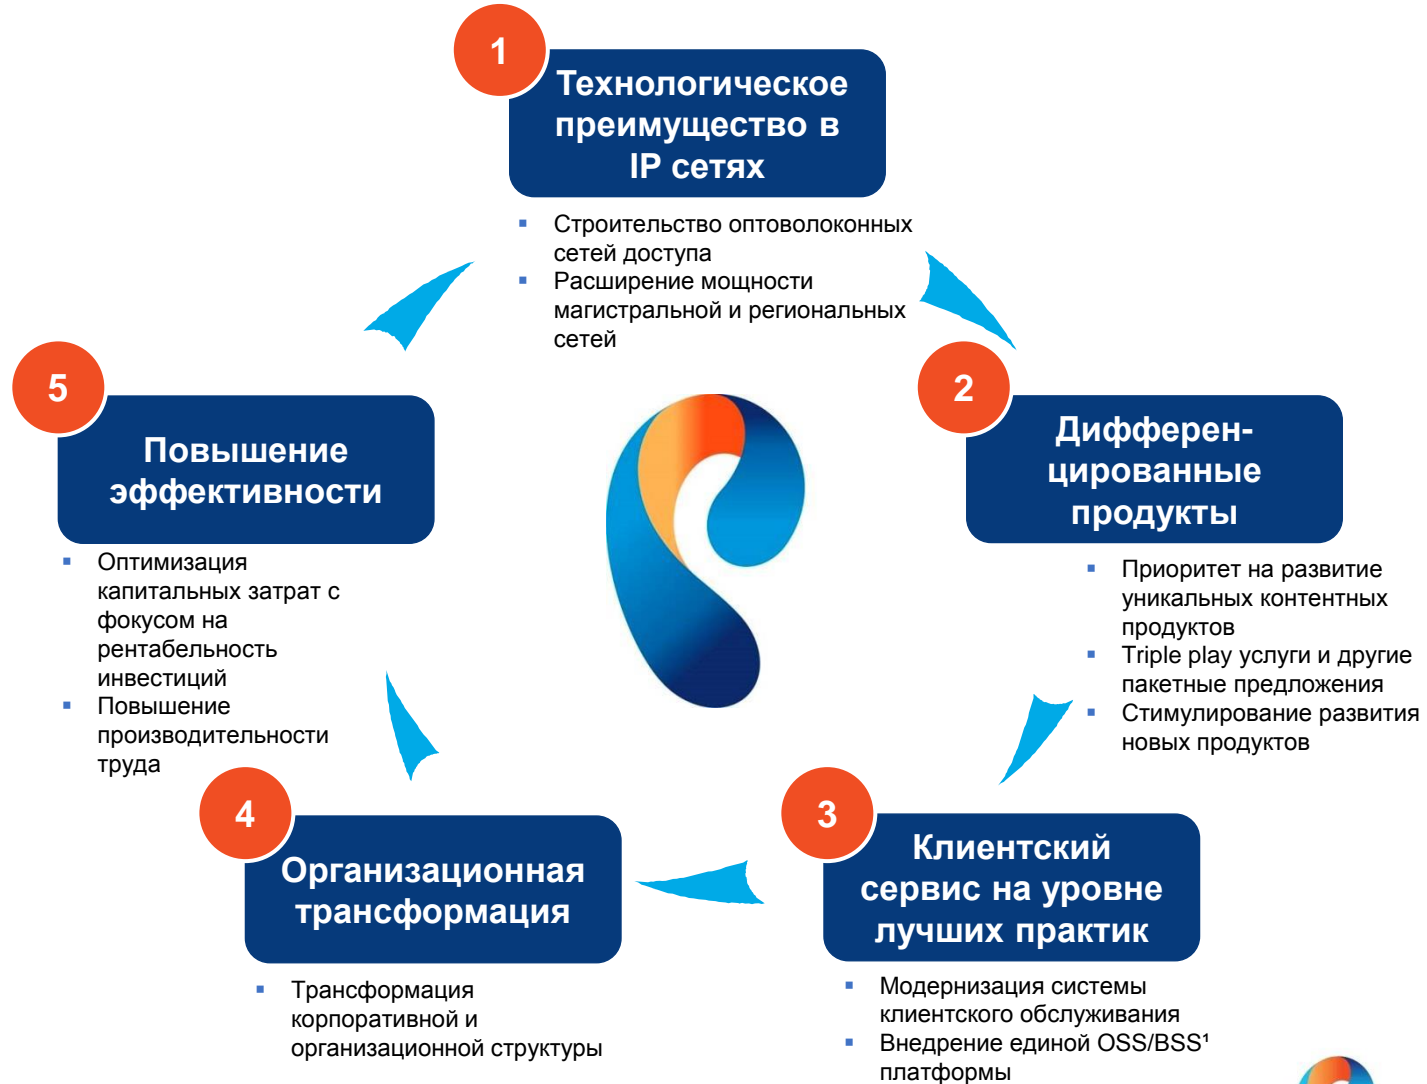 1
Технологическое
преимущество в
IP сетях
▪ Строительство оптоволоконных
сетей доступа
▪ Расширение мощности
магистральной и региональных
сетей
2
Дифферен-
цированные
продукты
▪ Приоритет на развитие
уникальных контентных
продуктов
▪ Triple play услуги и другие
пакетные предложения
▪ Стимулирование развития
новых продуктов
3
Клиентский
сервис на уровне
лучших практик
▪ Модернизация системы
клиентского обслуживания
▪ Внедрение единой OSS/BSS¹
платформы
4
Организационная
трансформация
▪ Трансформация
корпоративной и
организационной структуры
5
Повышение
эффективности
▪ Оптимизация
капитальных затрат с
фокусом на
рентабельность
инвестиций
▪ Повышение
производительности
труда